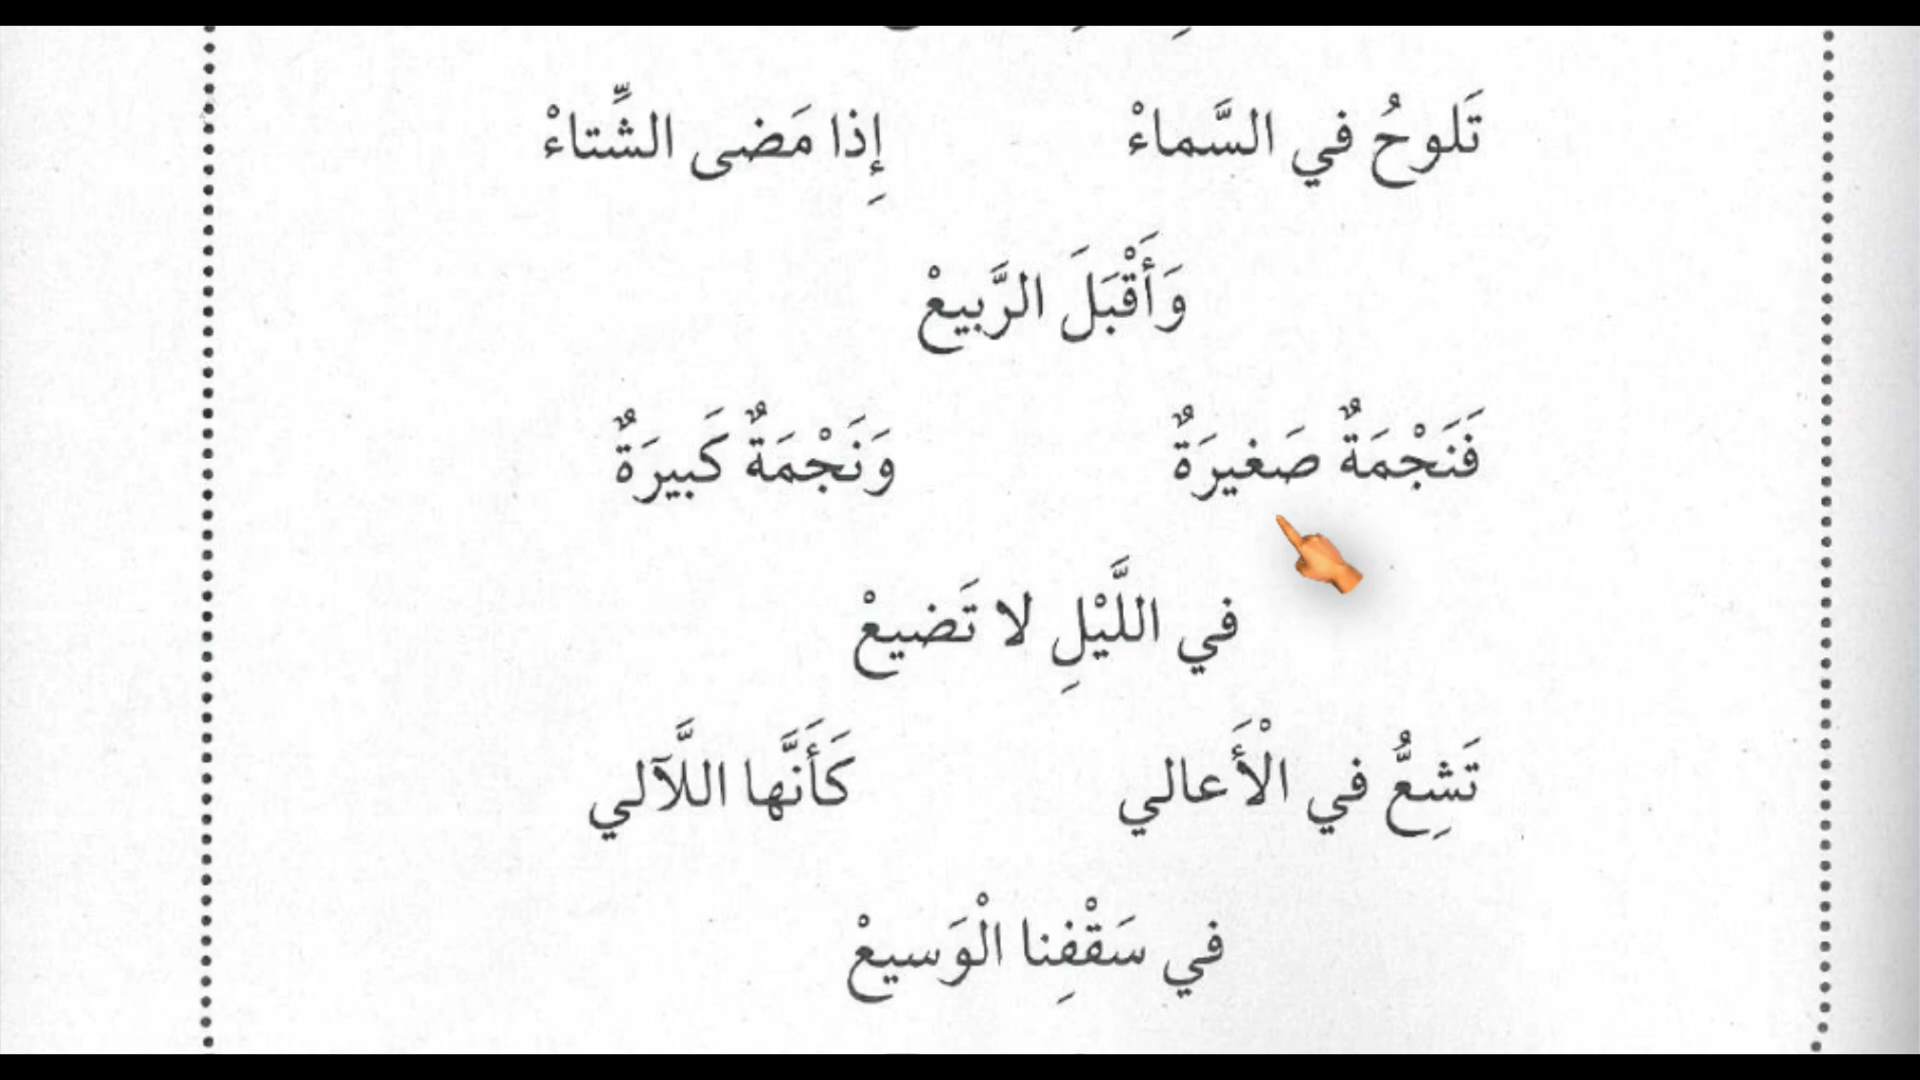 تَلوحُ في السَّماءْ إِذا مَضى الشِّتاءْ
وَأَقْبَلَ الرَّبيعْ
فَنَجْمَةٌ صَغيرَةٌ وَنَجْمَةٌ كَبيرَةٌ
في اللَّيْلِ لا تَضيعْ
تَشِعُّ في الْأَعالي كَأَنَّها اللَّآلي
في سَقْفِنا الْوَسيعْ